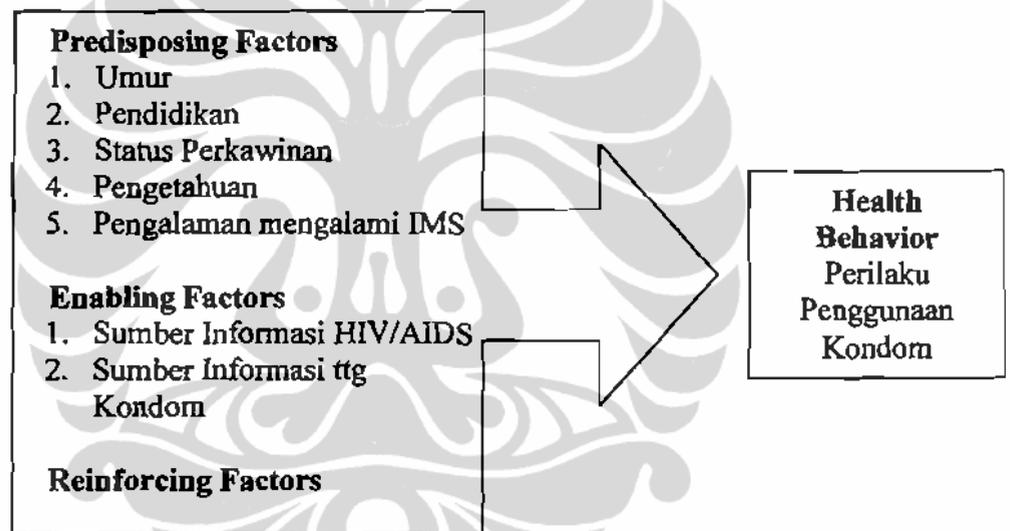 Predisposing Factors
1. Umur
2. Pendidikan
3. Status Perkawinan
4. Pengetahuan
5. Pengalaman mengalami IMS
Enabling Factors
1. Sumber Informasi HIV/AIDS
2. Sumber Informasi ttg
Kondom
Reinforcing Factors
Health
Behavior
Perilaku
Penggunaan
Kondom